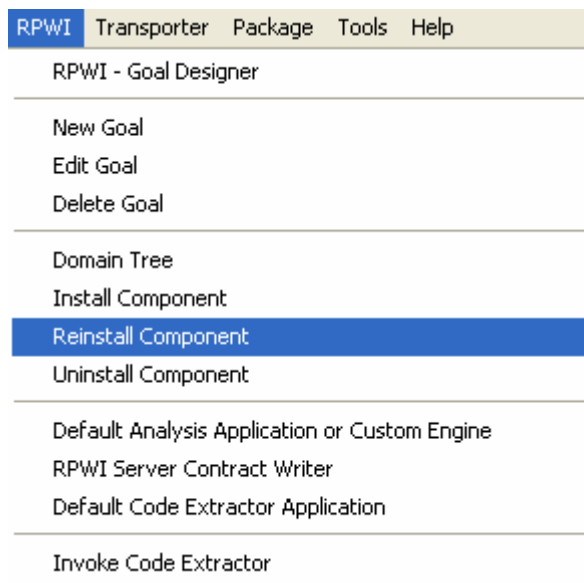 RPWI Transporter Package Tools Help
RPWI - Goal Designer
New Goal
Edit Goal
Delete Goal
Domain Tree
Install Component
Reinstall Component
Uninstall Component
Default Analysis Application or Custom Engine
RPWI Server Contract Writer
Default Code Extractor Application
Invoke Code Extractor